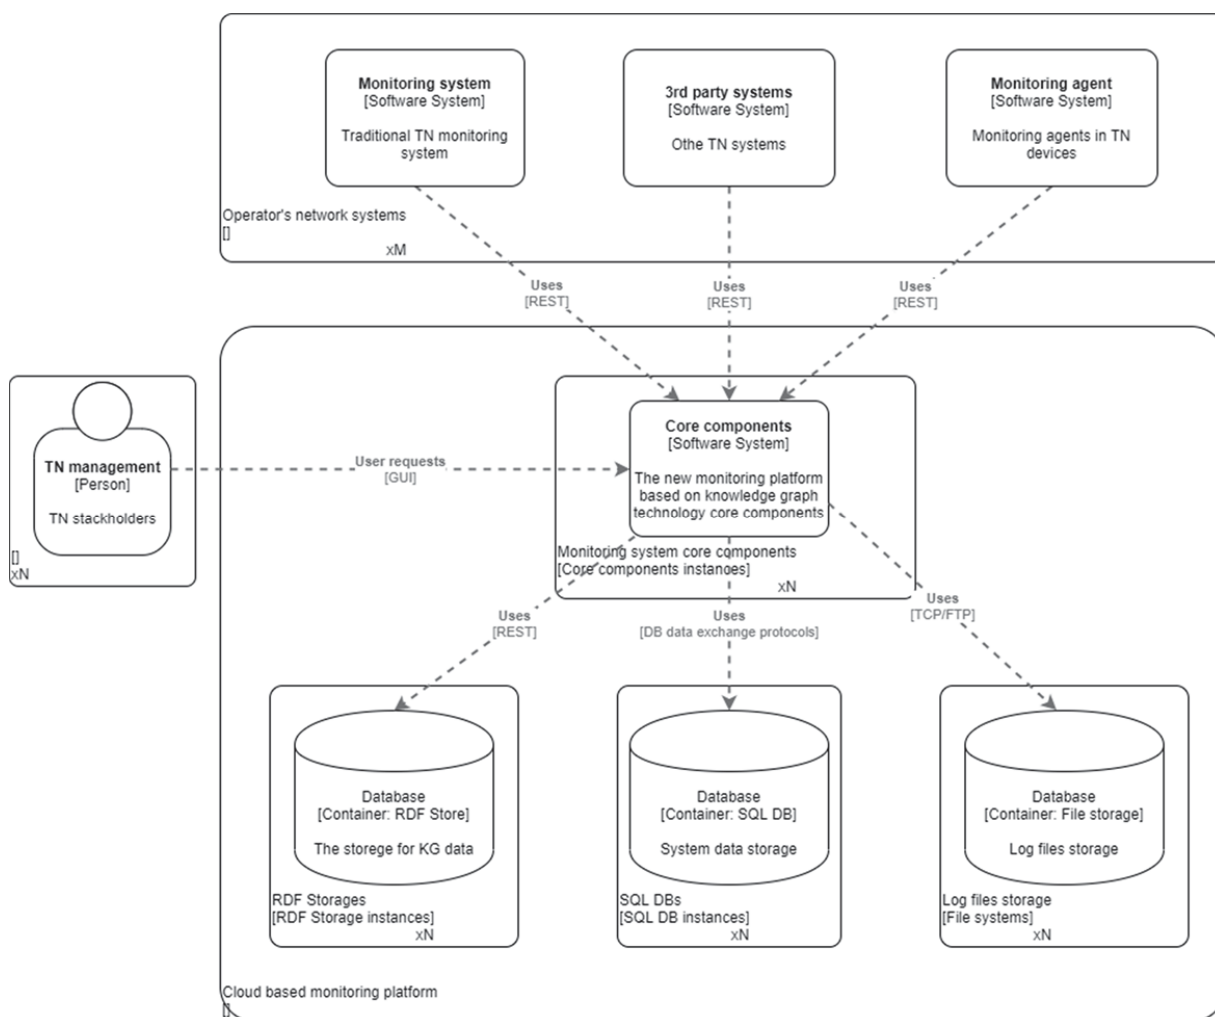 Monitoring system
[Software System]
Traditional TN monitoring
system
3rd party systems
[Software System]
Othe TN systems
Monitoring agent
[Software System]
Monitoring agents in TN
devices
Operator's network systems
[]
xM
Uses
[REST]
Uses
[REST]
Uses
[REST]
TN management
[Person]
TN stackholders
[]
xN
User requests
[GUI]
Core components
[Software System]
The new monitoring platform
based on knowledge graph
technology core components
Monitoring system core components
[Core components instances]
xN
Uses
[REST]
Uses
[DB data exchange protocols]
Uses
[TCP/FTP]
Database
[Container: RDF Store]
The storege for KG data
RDF Storages
[RDF Storage instances]
xN
Database
[Container: SQL DB]
System data storage
SQL DBs
[SQL DB instances]
xN
Database
[Container: File storage]
Log files storage
Log files storage
[File systems]
xN
Cloud based monitoring platform
[]